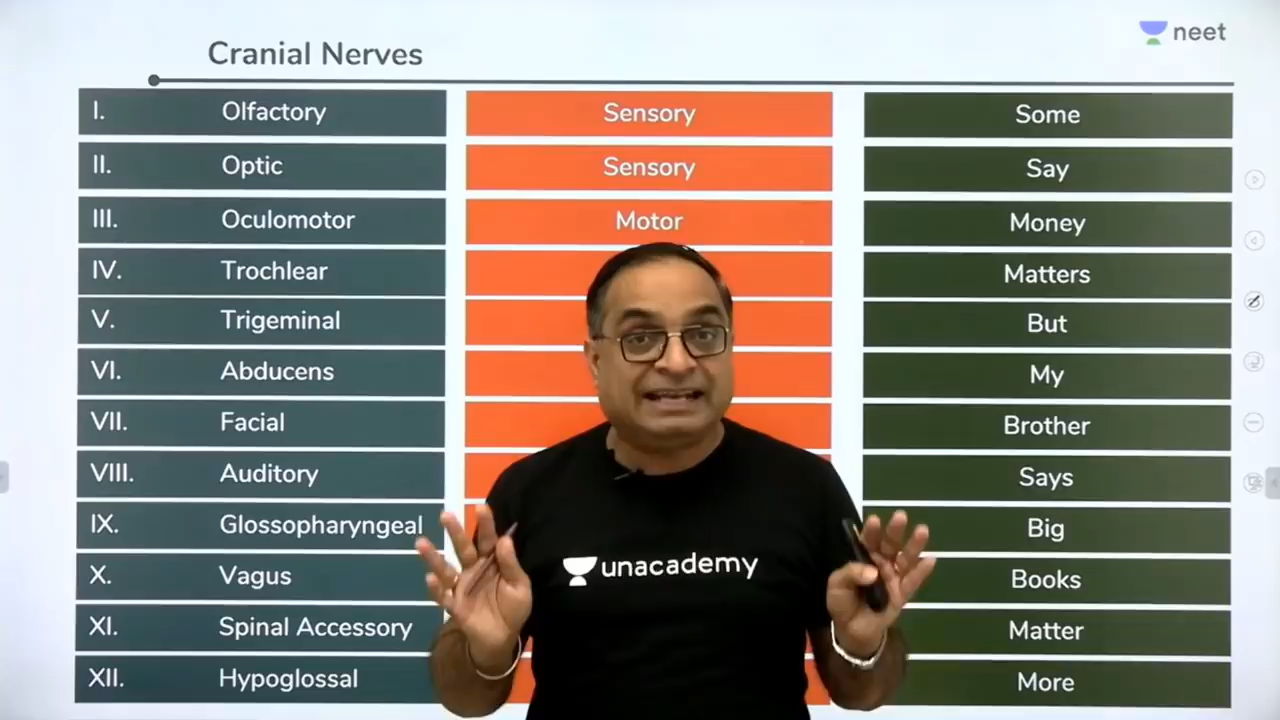 neet
Cranial Nerves
I. Olfactory Sensory Some
II. Optic Sensory Say
III. Oculomotor Motor Money
IV. Trochlear Matters
V. Trigeminal But
VI. Abducens My
VII. Facial Brother
VIII. Auditory Says
IX. Glossopharyngeal Big
X. Vagus Books
XI. Spinal Accessory Matter
XII. Hypoglossal More
unacademy